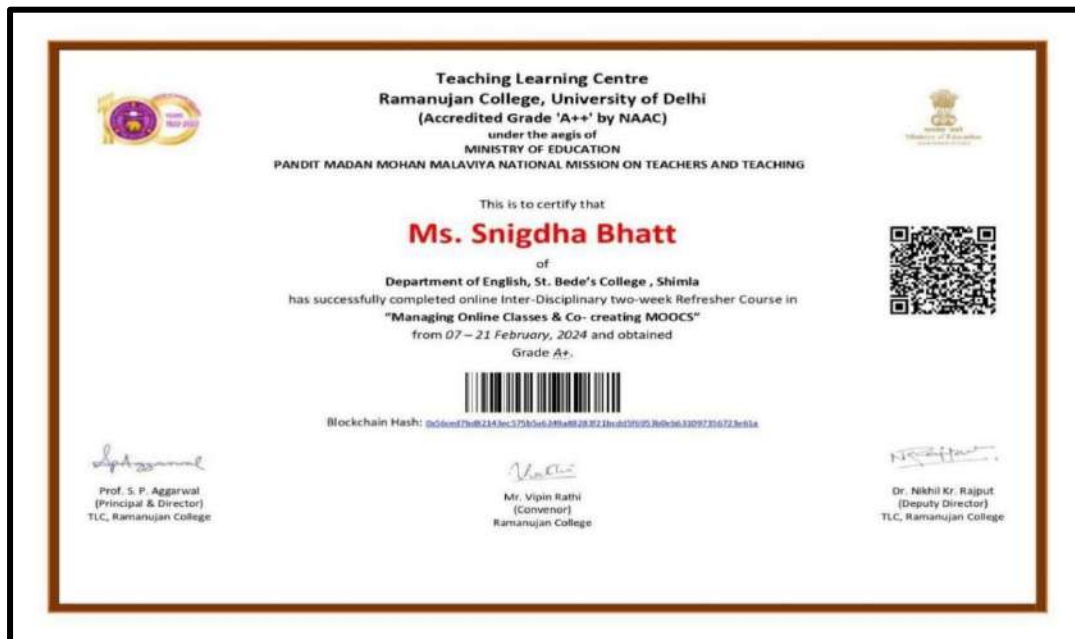 Teaching Learning Centre
Ramanujan College, University of Delhi
(Accredited Grade 'A++' by NAAC)
under the aegis of
MINISTRY OF EDUCATION
PANDIT MADAN MOHAN MALAVIYA NATIONAL MISSION ON TEACHERS AND TEACHING
Ministry of Education
This is to certify that
Ms. Snigdha Bhatt
of
Department of English, St. Bede's College , Shimla
has successfully completed online Inter-Disciplinary two-week Refresher Course in
"Managing Online Classes & Co- creating MOOCS"
from 07 – 21 February, 2024 and obtained
Grade A+.
Blockchain Hash:
Prof. S. P. Aggarwal
(Principal & Director)
TLC, Ramanujan College
Mr. Vipin Rathi
(Convenor)
Ramanujan College
Dr. Nikhil Kr. Rajput
(Deputy Director)
TLC, Ramanujan College